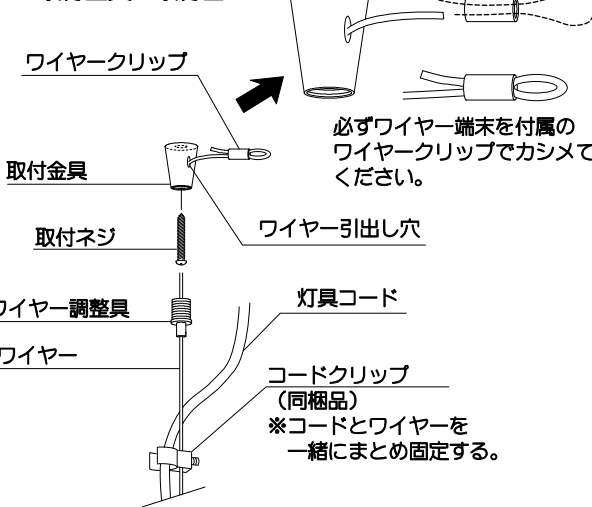 ワイヤークリップ
必ずワイヤー端末を付属の
ワイヤークリップでカシメて
ください。
取付金具
ワイヤー引出し穴
取付ネジ
灯具コード
ワイヤー調整具
ワイヤー
コードクリップ
（同梱品）
※コードとワイヤーを
一緒にまとめ固定する。